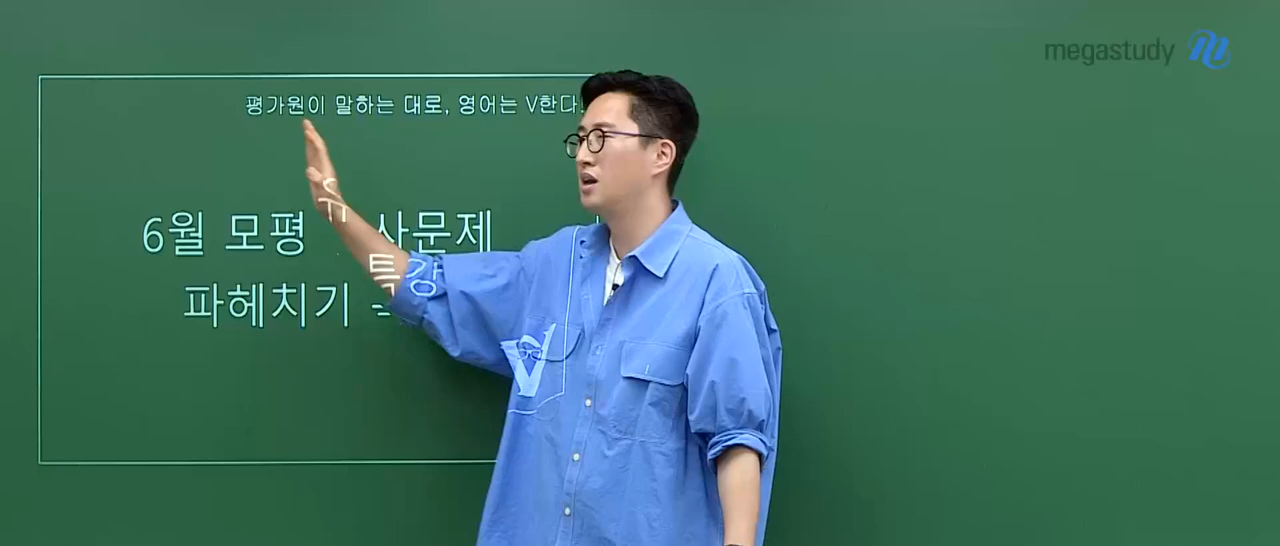 megastudy
평가원이 말하는 대로, 영어는 V한다.
6월 모평 유사문제
파헤치기 특강